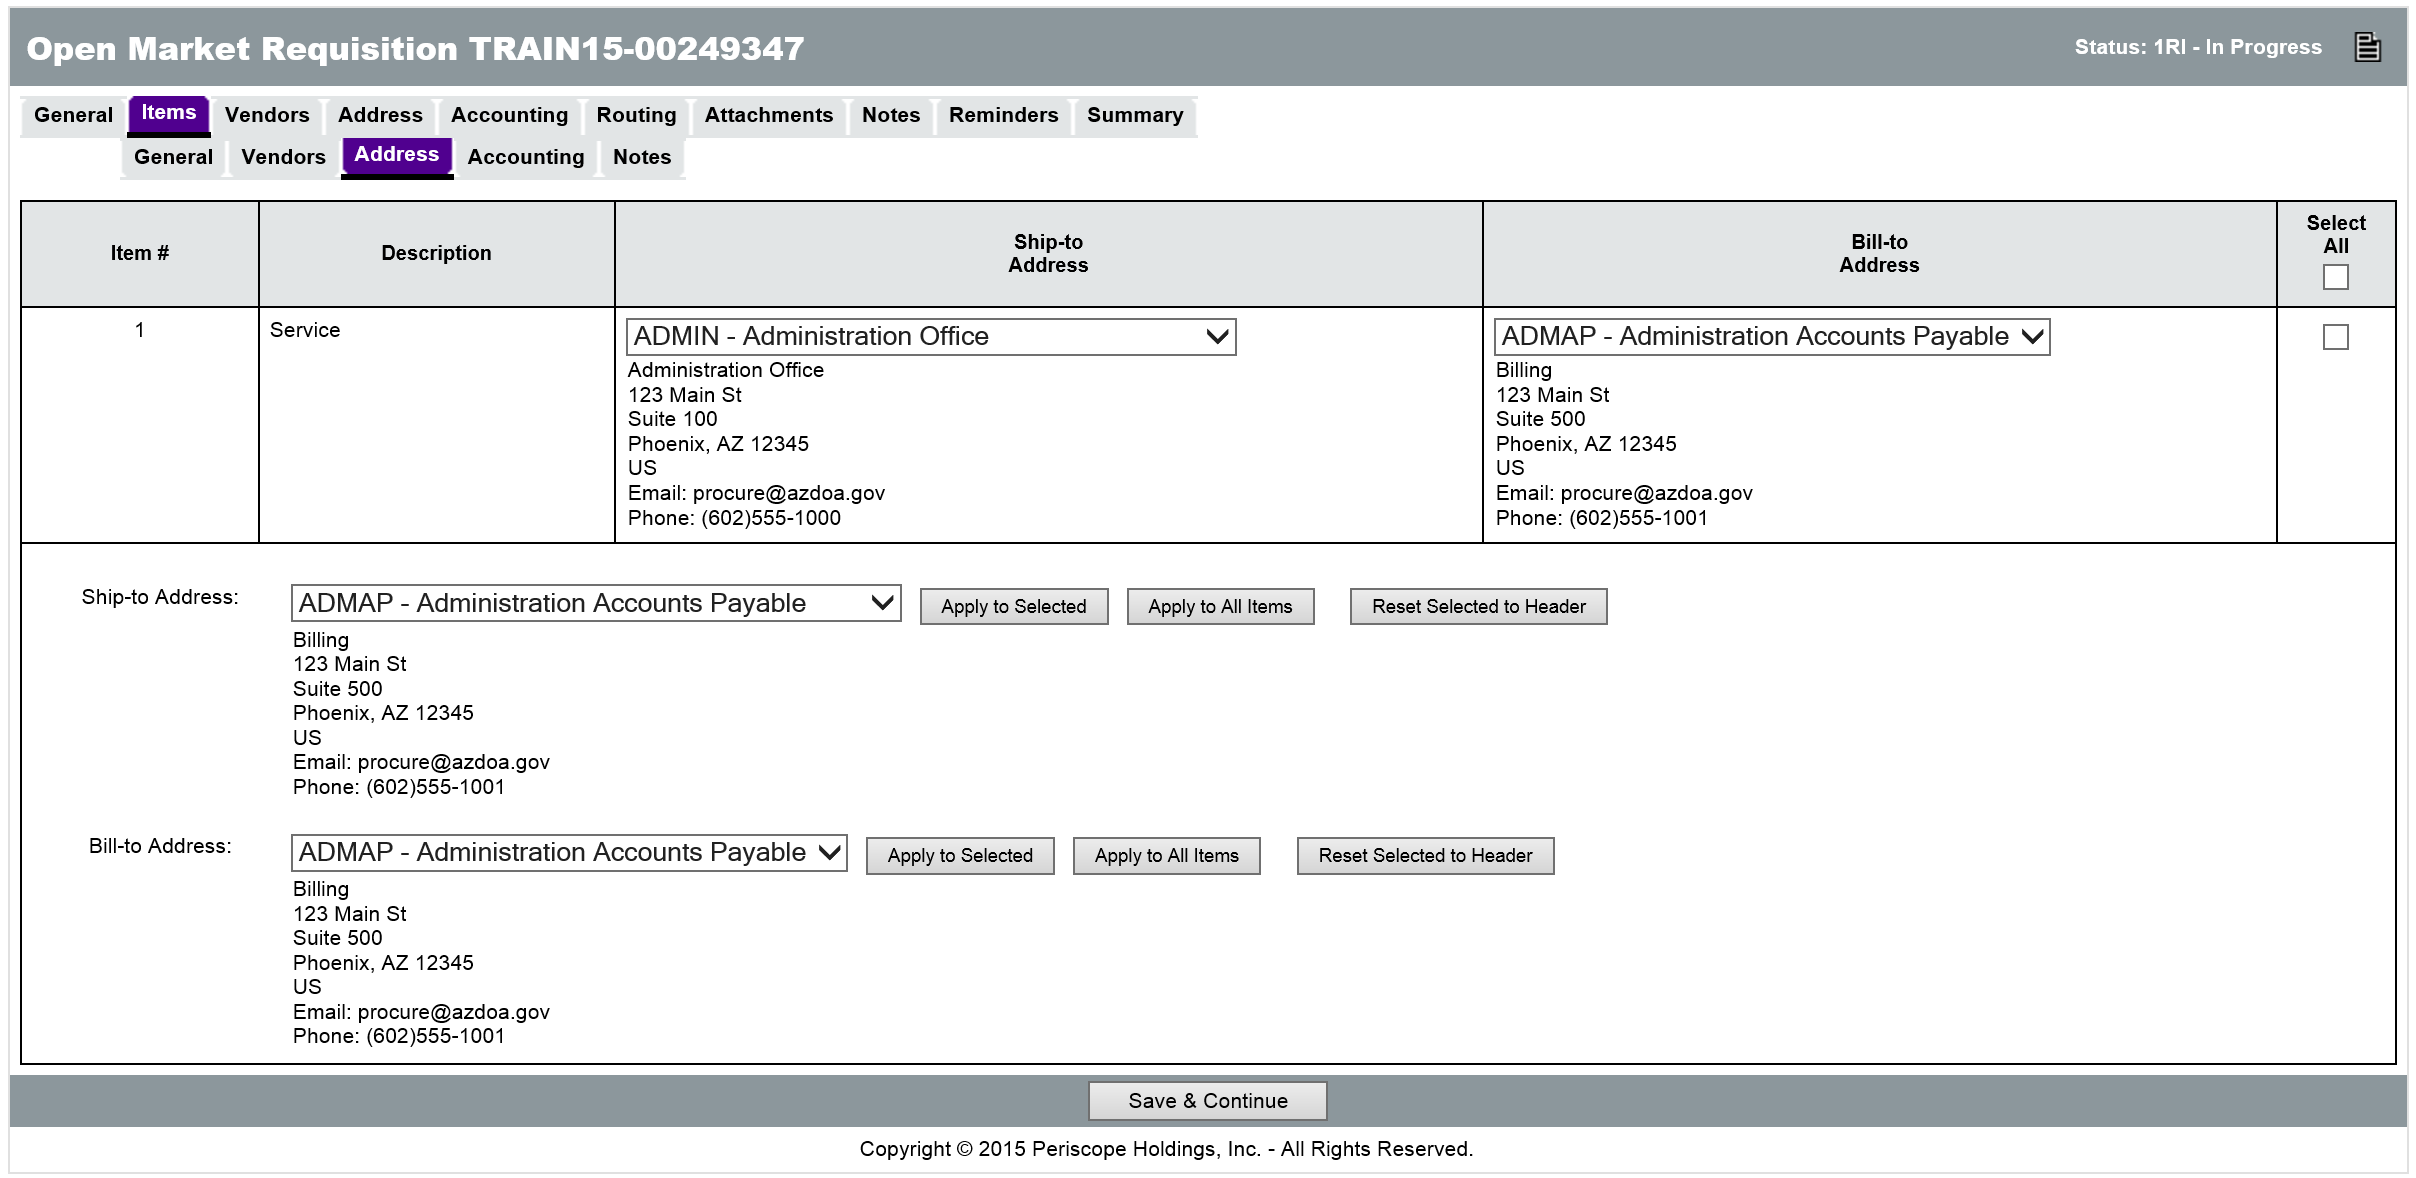 Open Market Requisition TRAIN15-00249347
Status: 1RI - In Progress
General Items Vendors Address Accounting Routing Attachments Notes Reminders Summary
General Vendors Address Accounting Notes
Item #
Description
Ship-to
Address
Bill-to
Address
Select
All
1
Service
ADMIN - Administration Office
Administration Office
123 Main St
Suite 100
Phoenix, AZ 12345
US
Email: procure@azdoa.gov
Phone: (602)555-1000
ADMAP - Administration Accounts Payable
Billing
123 Main St
Suite 500
Phoenix, AZ 12345
US
Email: procure@azdoa.gov
Phone: (602)555-1001
Ship-to Address:
ADMAP - Administration Accounts Payable
Apply to Selected
Apply to All Items
Reset Selected to Header
Billing
123 Main St
Suite 500
Phoenix, AZ 12345
US
Email: procure@azdoa.gov
Phone: (602)555-1001
Bill-to Address:
ADMAP - Administration Accounts Payable
Apply to Selected
Apply to All Items
Reset Selected to Header
Billing
123 Main St
Suite 500
Phoenix, AZ 12345
US
Email: procure@azdoa.gov
Phone: (602)555-1001
Save & Continue
Copyright © 2015 Periscope Holdings, Inc. - All Rights Reserved.